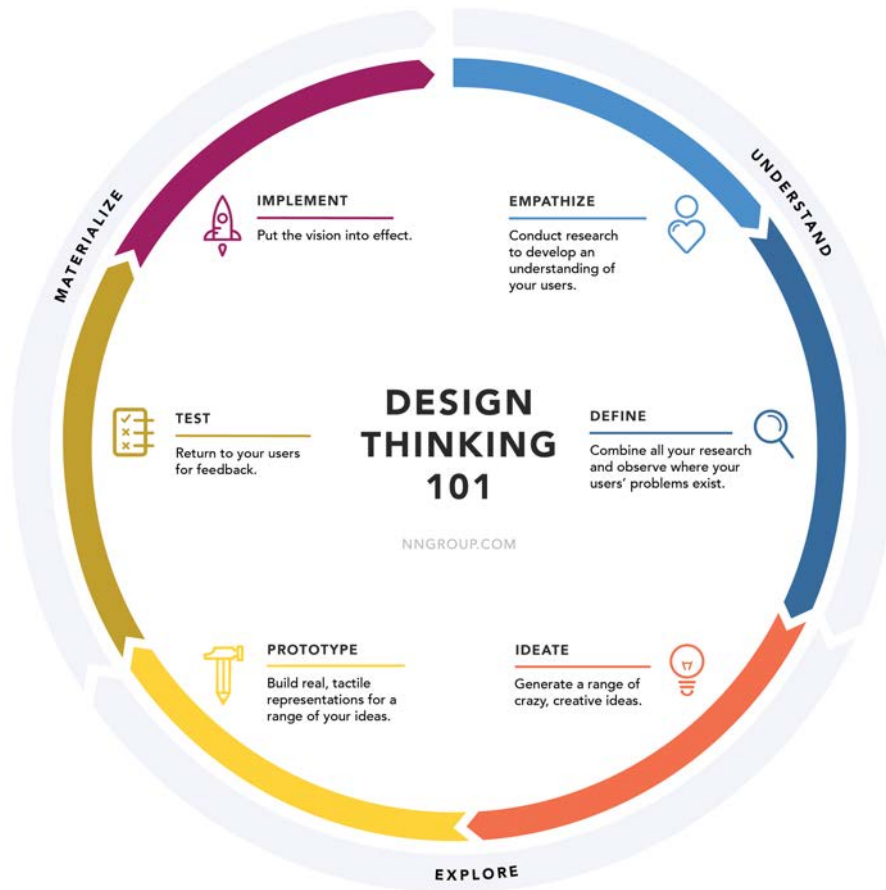 DESIGN
THINKING
101
NNGROUP.COM
UNDERSTAND
EMPATHIZE
Conduct research
to develop an
understanding of
your users.
DEFINE
Combine all your research
and observe where your
users’ problems exist.
EXPLORE
IDEATE
Generate a range of
crazy, creative ideas.
PROTOTYPE
Build real, tactile
representations for a
range of your ideas.
MATERIALIZE
TEST
Return to your users
for feedback.
IMPLEMENT
Put the vision into effect.